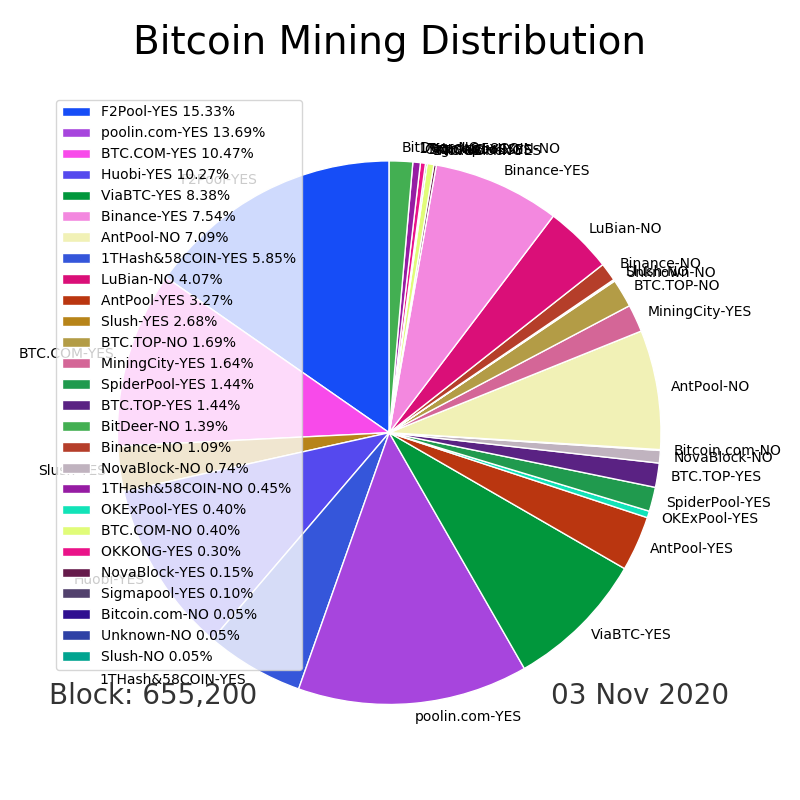 Bitcoin Mining Distribution
F2Pool-YES 15.33%
poolin.com-YES 13.69%
BTC.COM-YES 10.47%
Huobi-YES 10.27%
ViaBTC-YES 8.38%
Binance-YES 7.54%
AntPool-NO 7.09%
1THash&58COIN-YES 5.85%
LuBian-NO 4.07%
AntPool-YES 3.27%
Slush-YES 2.68%
BTC.TOP-NO 1.69%
MiningCity-YES 1.64%
SpiderPool-YES 1.44%
BTC.TOP-YES 1.44%
BitDeer-NO 1.39%
Binance-NO 1.09%
NovaBlock-NO 0.74%
1THash&58COIN-NO 0.45%
OKExPool-YES 0.40%
BTC.COM-NO 0.40%
OKKONG-YES 0.30%
NovaBlock-YES 0.15%
Sigmapool-YES 0.10%
Bitcoin.com-NO 0.05%
Unknown-NO 0.05%
Slush-NO 0.05%
Binance-YES
LuBian-NO
Binance-NO
Unknown-NO
BTC.TOP-NO
MiningCity-YES
AntPool-NO
Bitcoin.com-NO
NovaBlock-NO
BTC.TOP-YES
SpiderPool-YES
OKExPool-YES
AntPool-YES
ViaBTC-YES
poolin.com-YES
1THash&58COIN-YES
Huobi-YES
Slush-YES
BTC.COM-YES
F2Pool-YES
Block: 655,200
03 Nov 2020